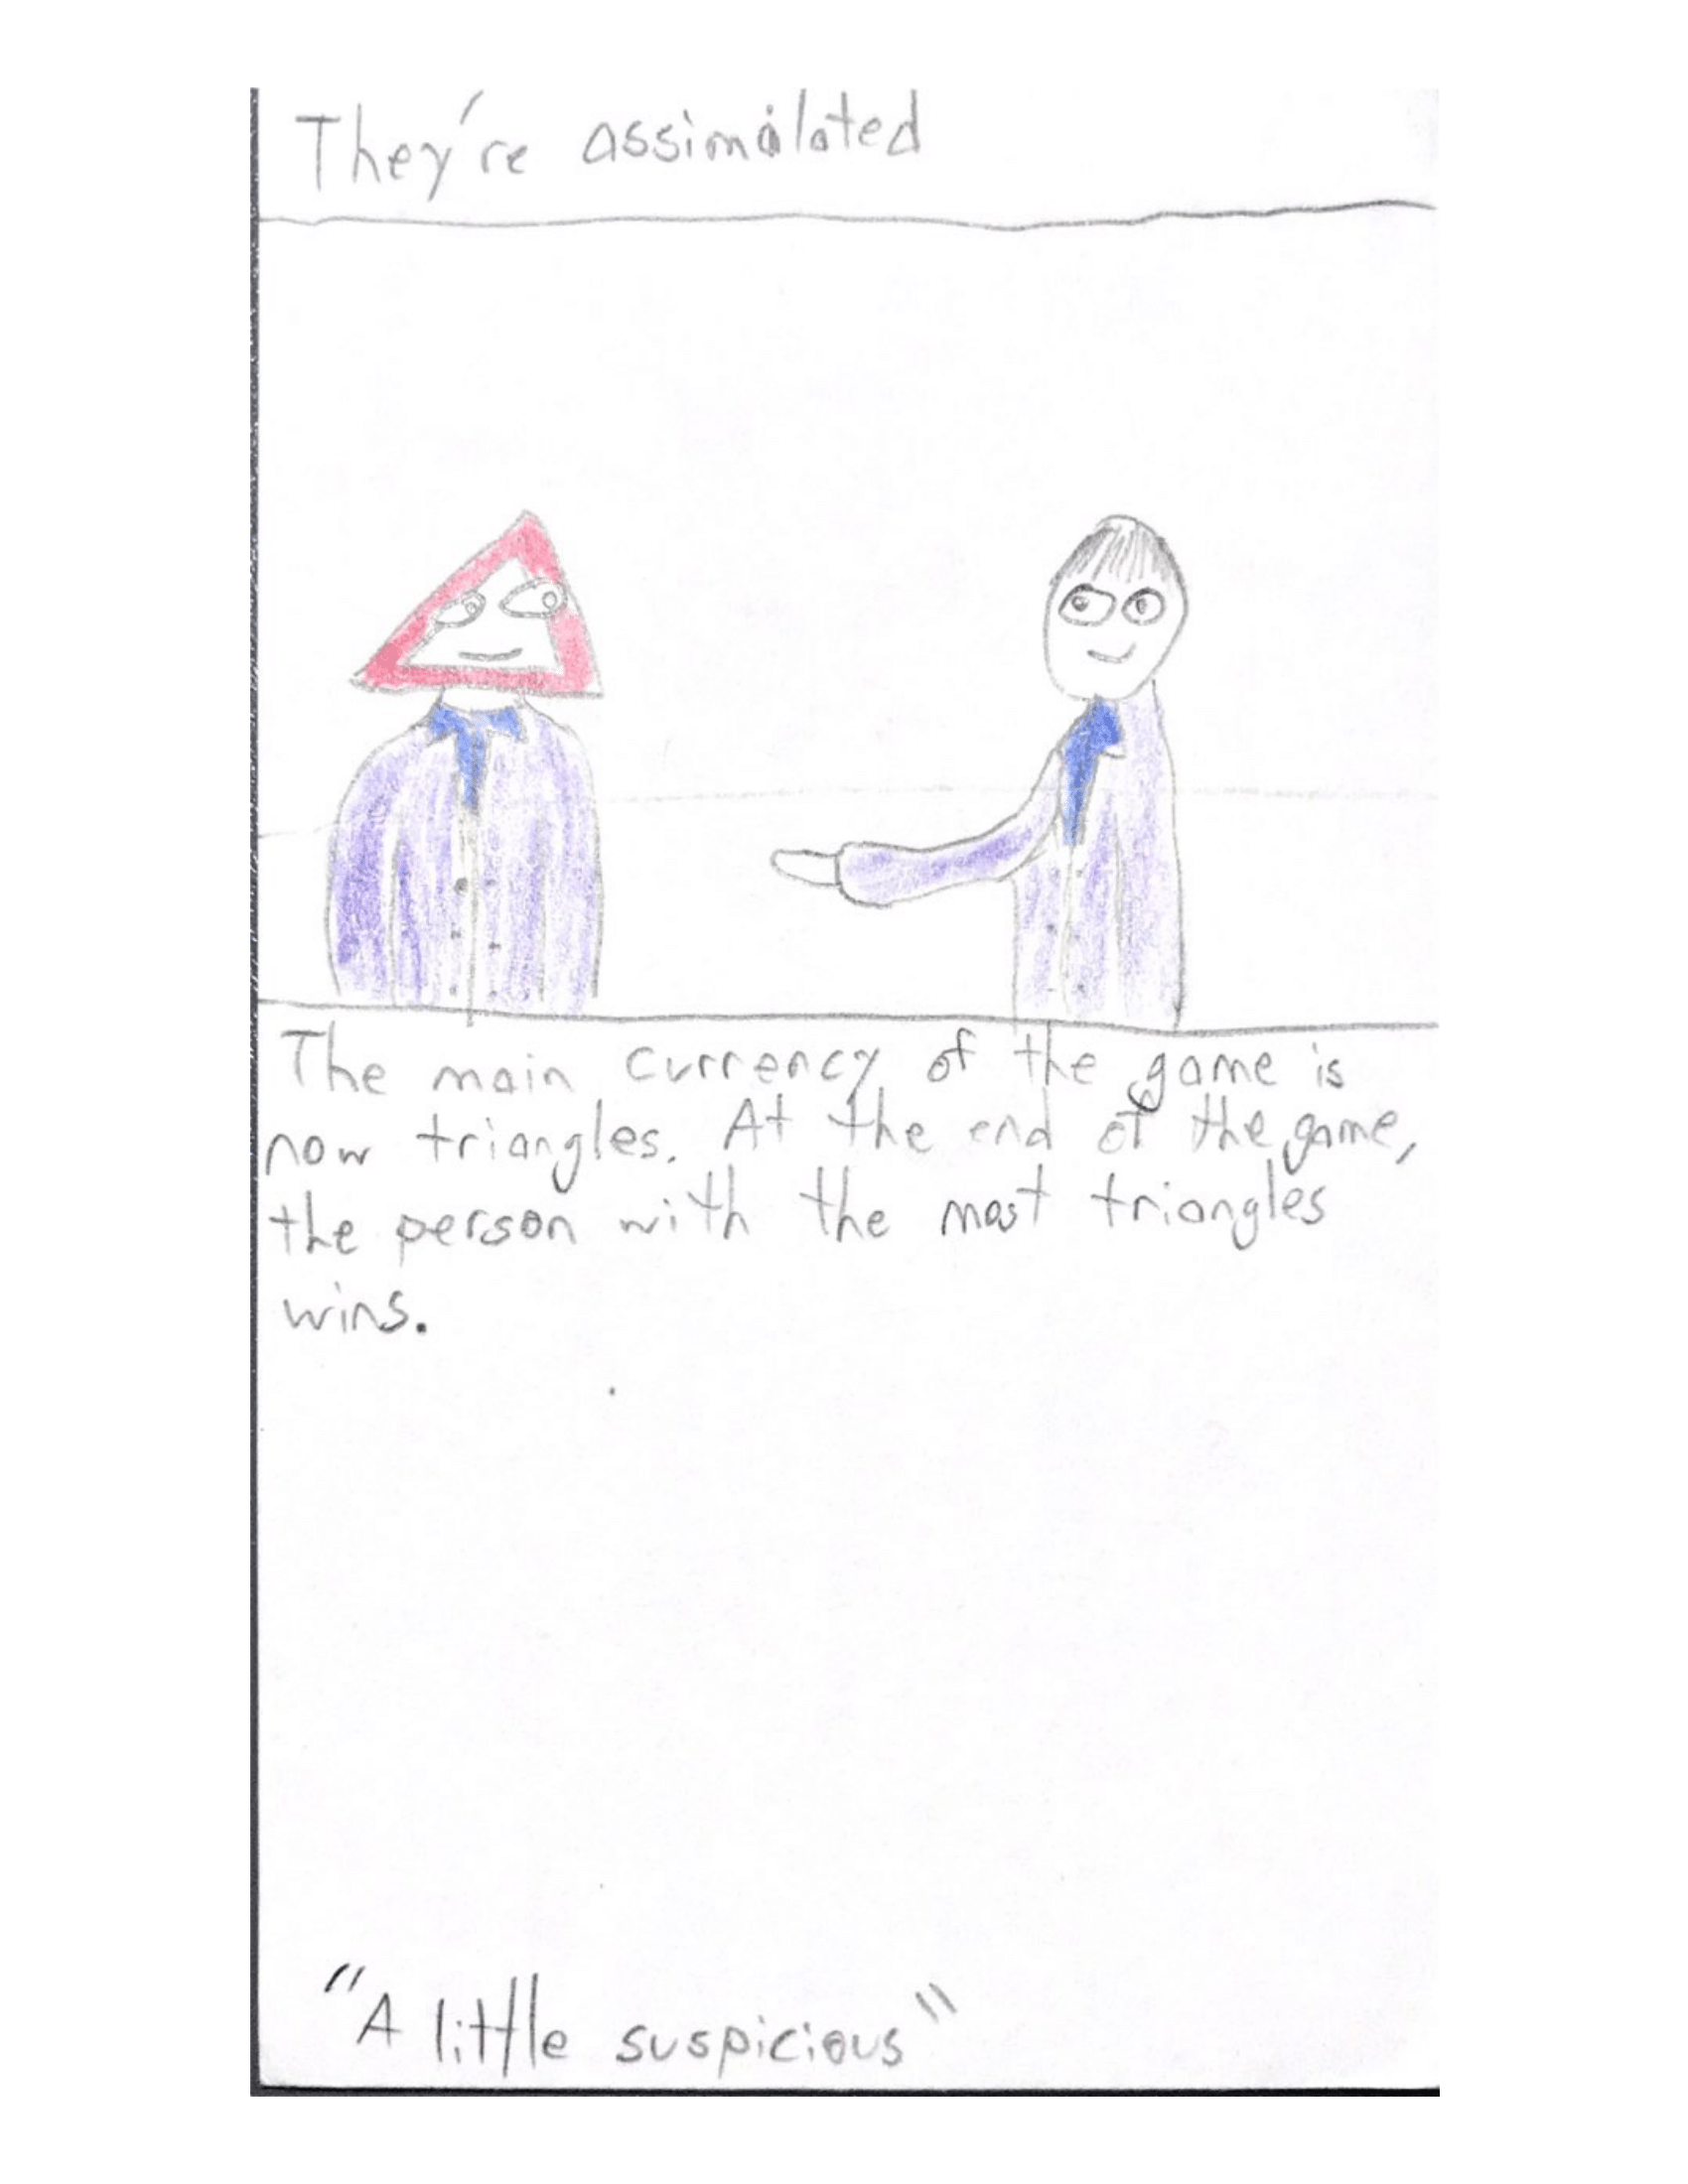 They're assimilated
The main currency of the game is
now triangles. At the end of the game,
the person with the most triangles
wins.
"A little suspicious"